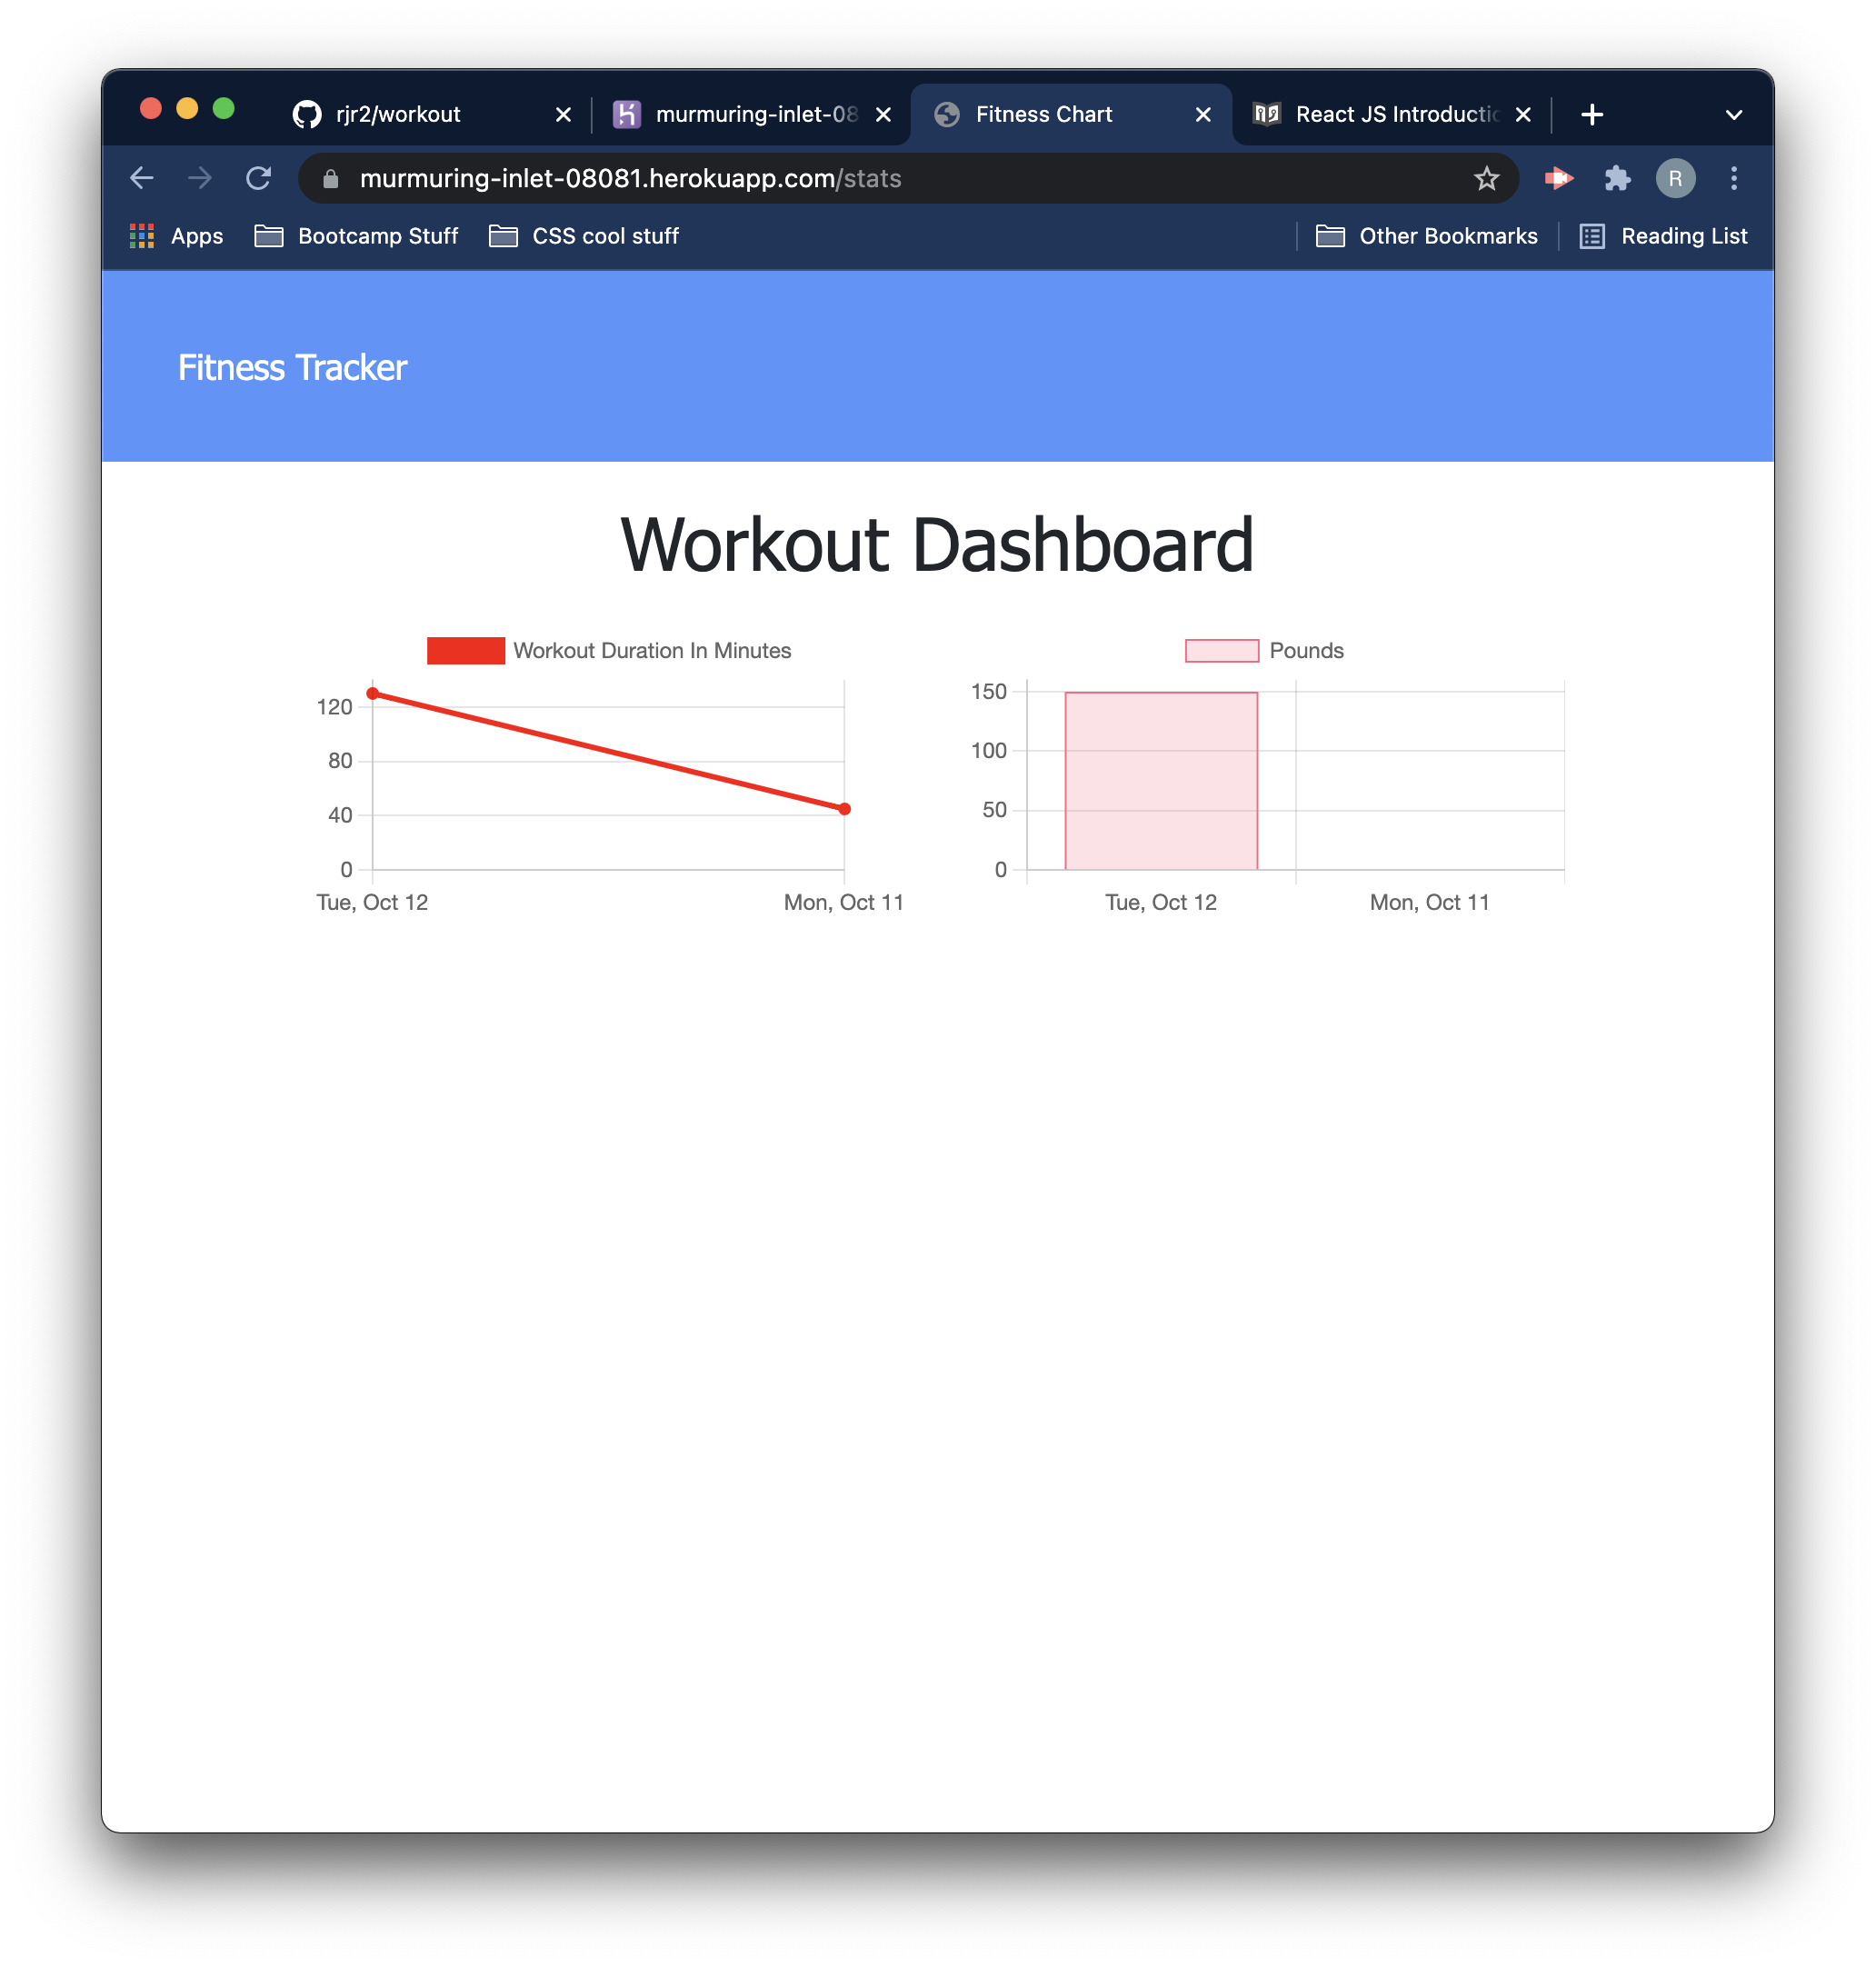 rjr2/workout
murmuring-inlet-08
Fitness Chart
React JS Introductio
murmuring-inlet-08081.herokuapp.com/stats
R
Apps
Bootcamp Stuff
CSS cool stuff
Other Bookmarks
Reading List
Fitness Tracker
Workout Dashboard
Workout Duration In Minutes
120
80
40
0
Tue, Oct 12
Mon, Oct 11
Pounds
150
100
50
0
Tue, Oct 12
Mon, Oct 11